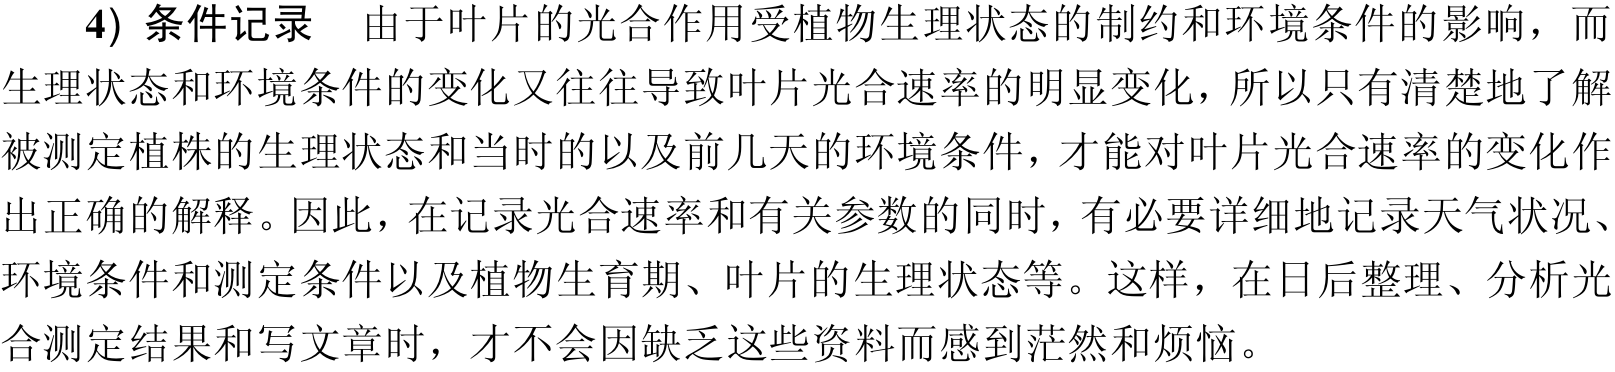 4) 条件记录 由于叶片的光合作用受植物生理状态的制约和环境条件的影响，而
生理状态和环境条件的变化又往往导致叶片光合速率的明显变化，所以只有清楚地了解
被测定植株的生理状态和当时的以及前几天的环境条件，才能对叶片光合速率的变化作
出正确的解释。因此，在记录光合速率和有关参数的同时，有必要详细地记录天气状况、
环境条件和测定条件以及植物生育期、叶片的生理状态等。这样，在日后整理、分析光
合测定结果和写文章时，才不会因缺乏这些资料而感到茫然和烦恼。